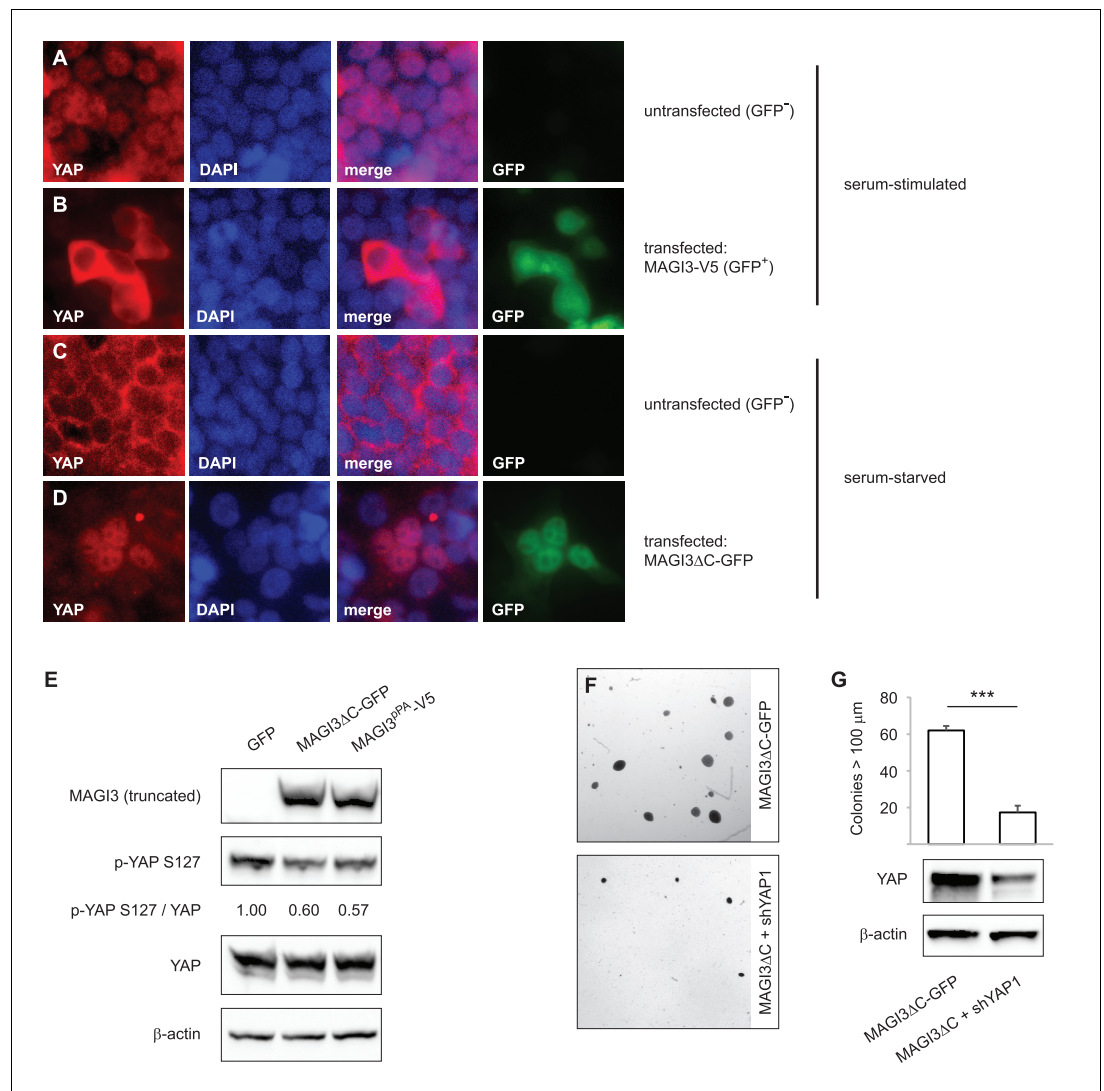 A
YAP
DAPI
merge
GFP
untransfected (GFP⁻)
B
YAP
DAPI
merge
GFP
transfected:
MAGI3-V5 (GFP⁺)
serum-stimulated
C
YAP
DAPI
merge
GFP
untransfected (GFP⁻)
D
YAP
DAPI
merge
GFP
transfected:
MAGI3ΔC-GFP
serum-starved
E
GFP
MAGI3ΔC-GFP
MAGI3ᵖᴾᴬ-V5
MAGI3 (truncated)
p-YAP S127
p-YAP S127 / YAP 1.00 0.60 0.57
YAP
β-actin
F
MAGI3ΔC-GFP
MAGI3ΔC + shYAP1
G
Colonies > 100 μm
80
60
40
20
***
YAP
β-actin
MAGI3ΔC-GFP
MAGI3ΔC + shYAP1